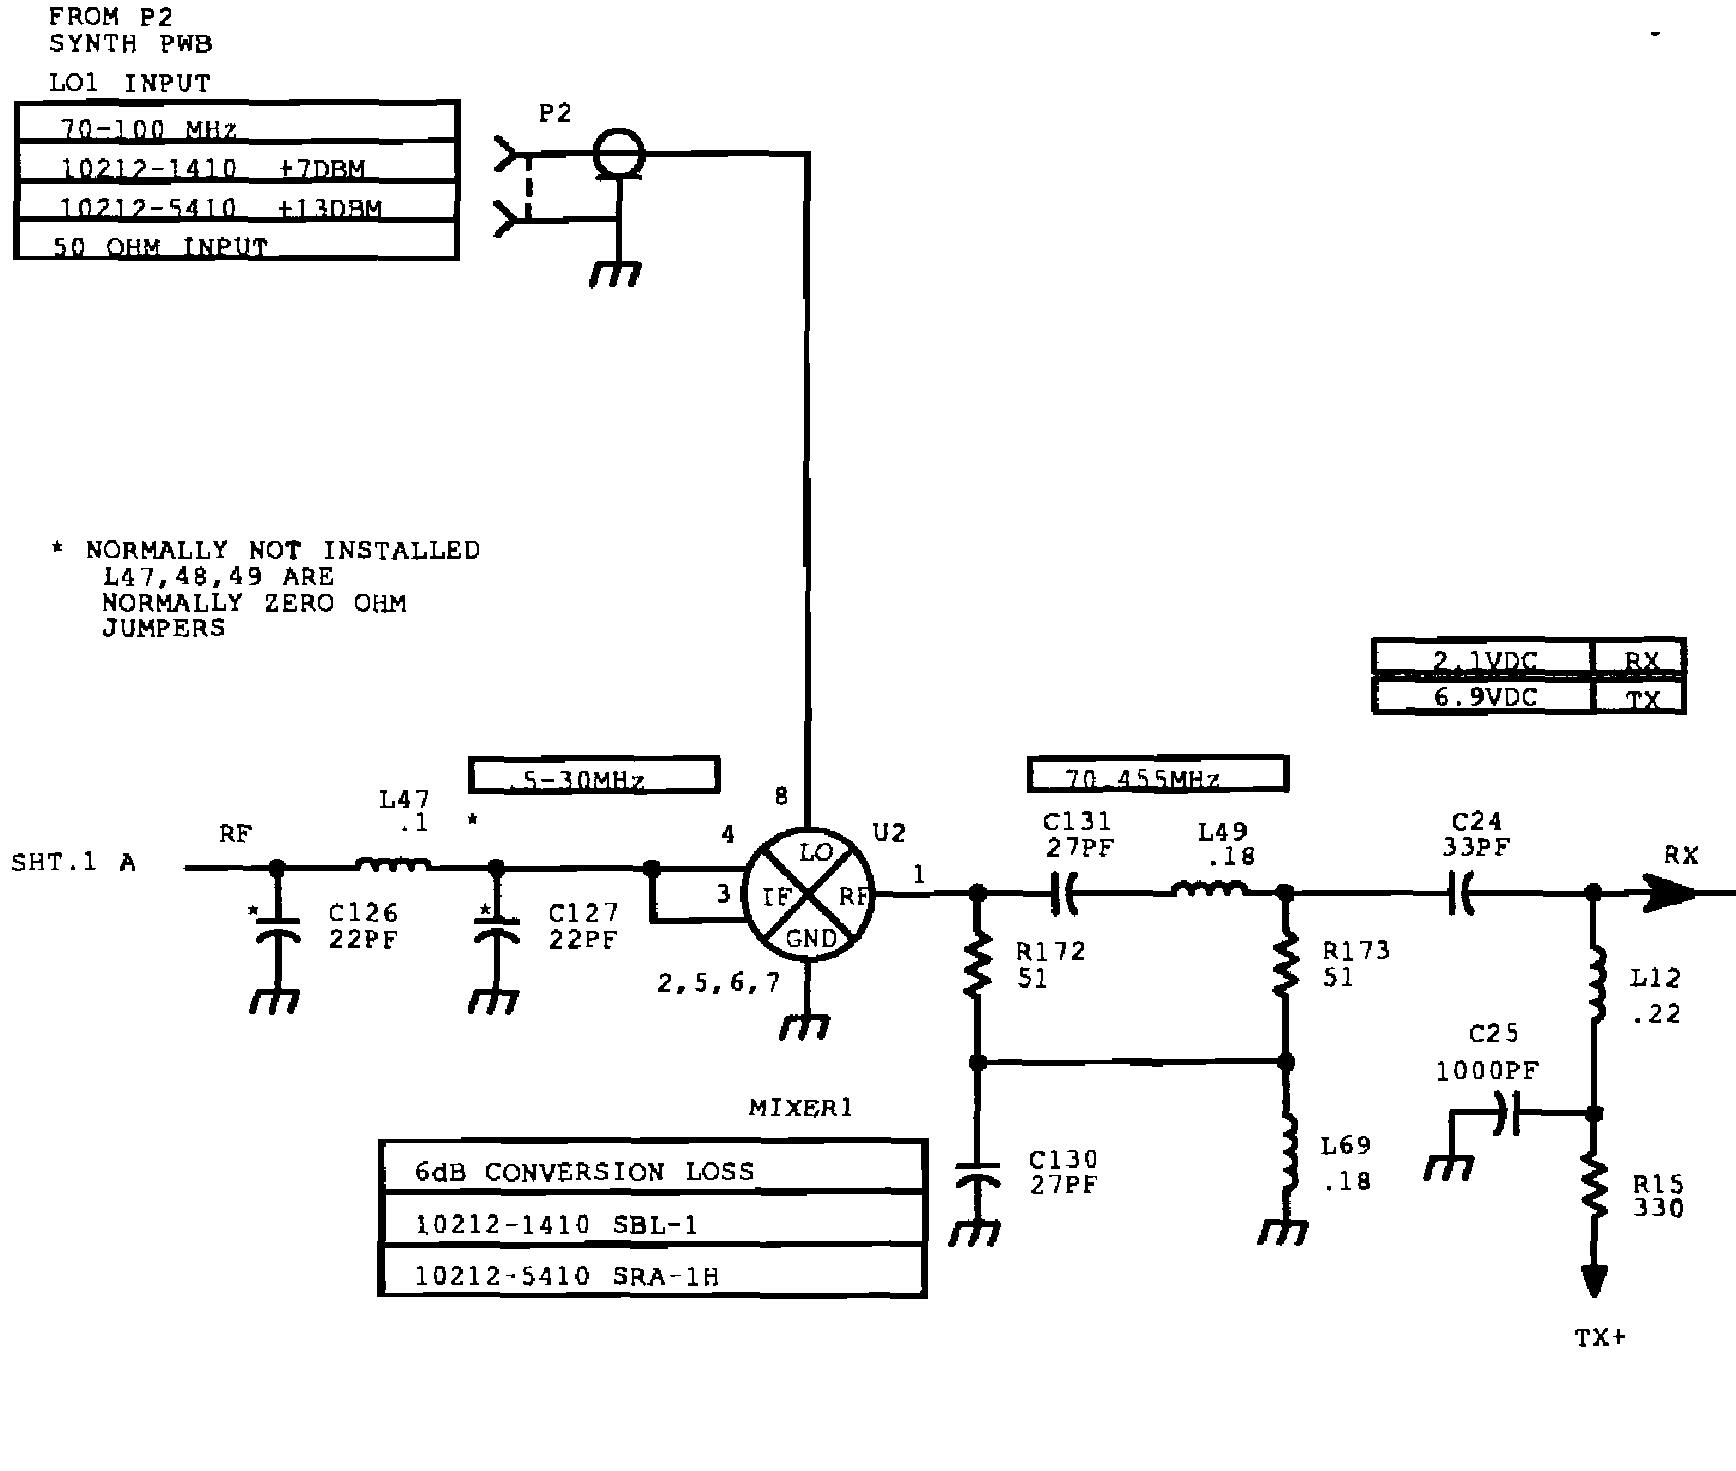 FROM P2
SYNTH PWB
LO1 INPUT
70-100 MHz
10212-1410 +7DBM
10212-5410 +13DBM
50 OHM INPUT
P2
* NORMALLY NOT INSTALLED
L47,48,49 ARE
NORMALLY ZERO OHM
JUMPERS
2.1VDC RX
6.9VDC TX
.5-30MHz
70.455MHz
L47
.1 *
RF
SHT.1 A
*
C126
22PF
*
C127
22PF
8
4
3
U2
1
LO
IF
RF
GND
2,5,6,7
C131
27PF
L49
.18
C24
33PF
RX
R172
51
R173
51
L12
.22
C25
1000PF
MIXER1
6dB CONVERSION LOSS
10212-1410 SBL-1
10212-5410 SRA-1H
C130
27PF
L69
.18
R15
330
TX+